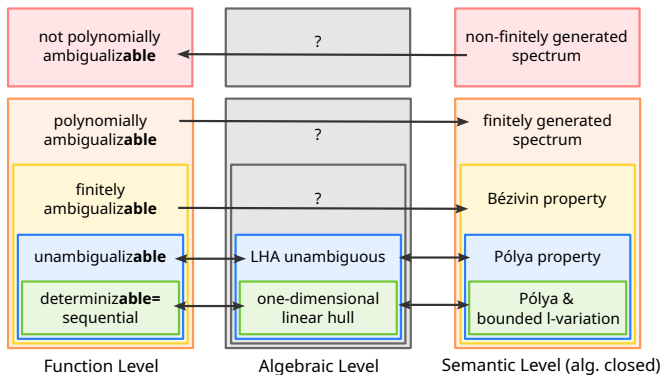 not polynomially
ambigualizable
?
non-finitely generated
spectrum
polynomially
ambigualizable
?
finitely generated
spectrum
finitely
ambigualizable
?
Bézivin property
unambigualizable
LHA unambiguous
Pólya property
determinizable=
sequential
one-dimensional
linear hull
Pólya &
bounded l-variation
Function Level
Algebraic Level
Semantic Level (alg. closed)